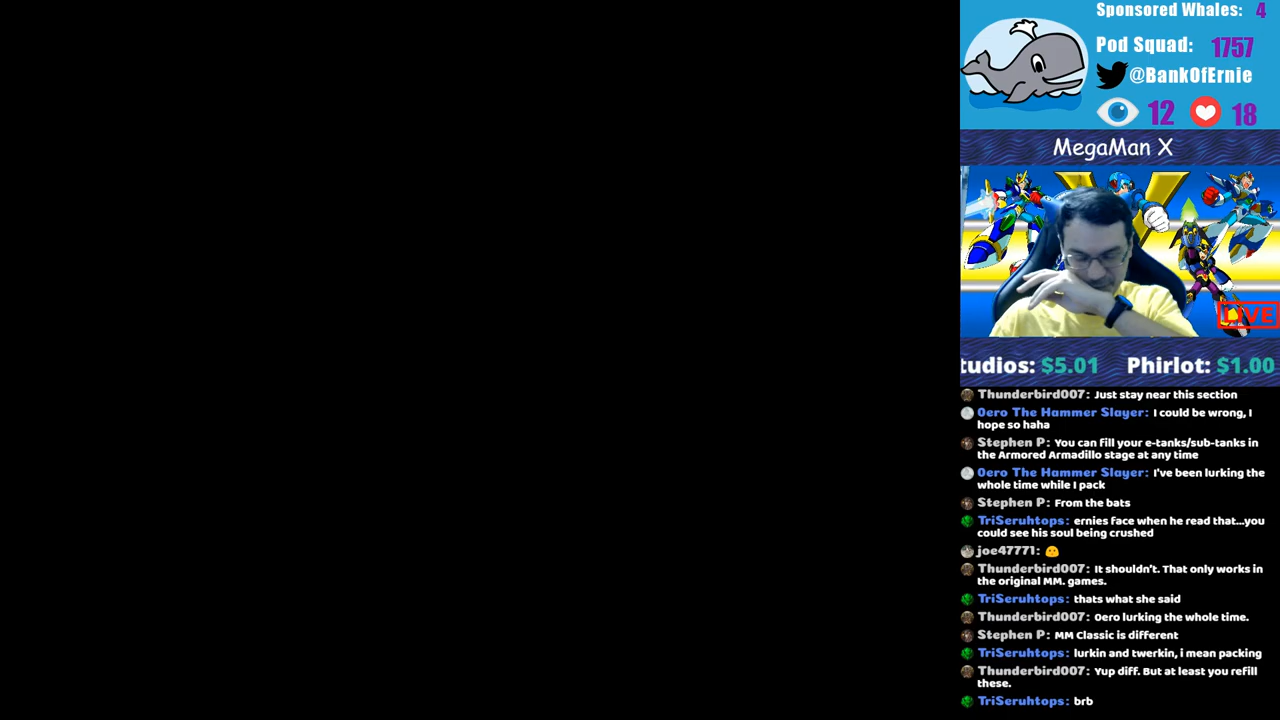 Sponsored Whales: 4
Pod Squad: 1757
@BankOfErnie
12 18
MegaMan X
LIVE
tudios: $5.01 Phirlot: $1.00
Thunderbird007: Just stay near this section
0ero The Hammer Slayer: I could be wrong, I
hope so haha
Stephen P: You can fill your e-tanks/sub-tanks in
the Armored Armadillo stage at any time
0ero The Hammer Slayer: I've been lurking the
whole time while I pack
Stephen P: From the bats
TriSeruhtops: ernies face when he read that...you
could see his soul being crushed
joe47771: 😶
Thunderbird007: It shouldn't. That only works in
the original MM. games.
TriSeruhtops: thats what she said
Thunderbird007: 0ero lurking the whole time.
Stephen P: MM Classic is different
TriSeruhtops: lurkin and twerkin, i mean packing
Thunderbird007: Yup diff. But at least you refill
these.
TriSeruhtops: brb